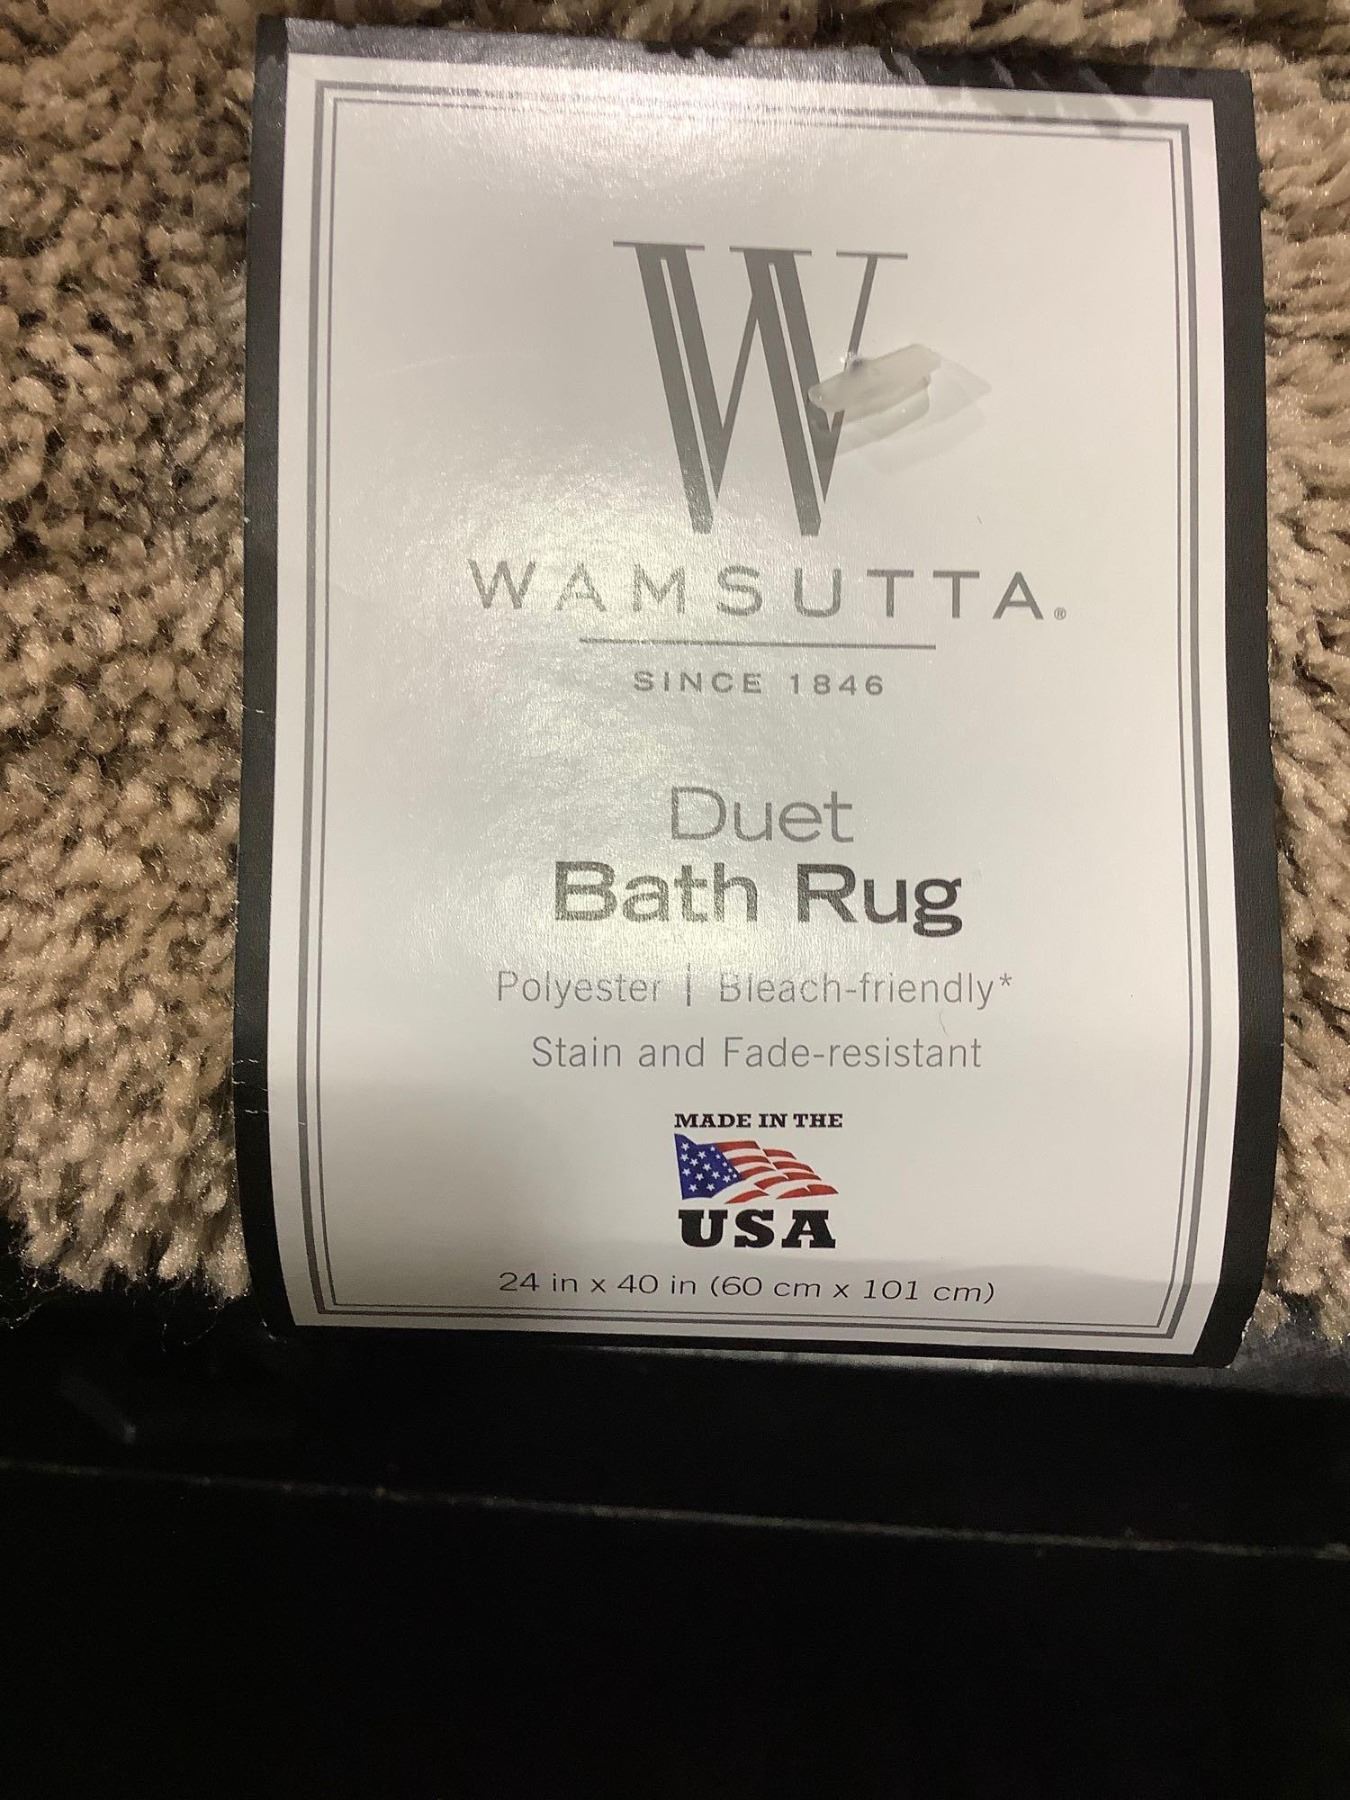 W
WAMSUTTA®
SINCE 1846
Duet
Bath Rug
Polyester | Bleach-friendly*
Stain and Fade-resistant
MADE IN THE
USA
24 in x 40 in (60 cm x 101 cm)